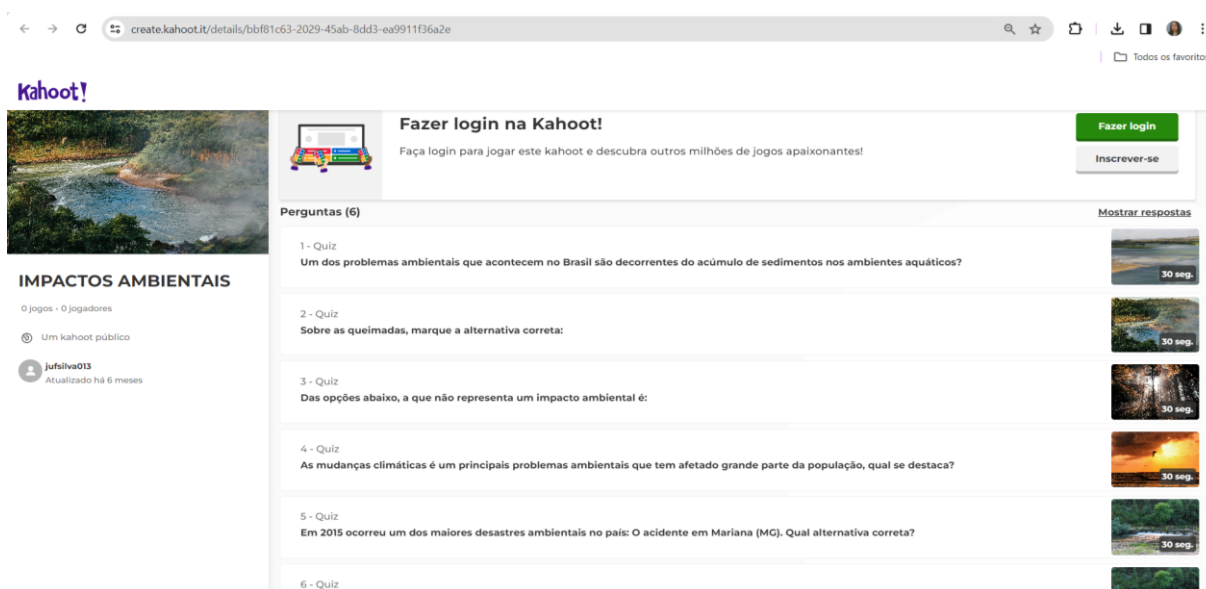 create.kahoot.it/details/bbf81c63-2029-45ab-8dd3-ea9911f36a2e
Todos os favoritos
Kahoot!
Fazer login na Kahoot!
Faça login para jogar este kahoot e descubra outros milhões de jogos apaixonantes!
Fazer login
Inscrever-se
IMPACTOS AMBIENTAIS
0 jogos · 0 jogadores
Um kahoot público
jufsilva013
Atualizado há 6 meses
Perguntas (6)
Mostrar respostas
1 - Quiz
Um dos problemas ambientais que acontecem no Brasil são decorrentes do acúmulo de sedimentos nos ambientes aquáticos?
30 seg.
2 - Quiz
Sobre as queimadas, marque a alternativa correta:
30 seg.
3 - Quiz
Das opções abaixo, a que não representa um impacto ambiental é:
30 seg.
4 - Quiz
As mudanças climáticas é um principais problemas ambientais que tem afetado grande parte da população, qual se destaca?
30 seg.
5 - Quiz
Em 2015 ocorreu um dos maiores desastres ambientais no país: O acidente em Mariana (MG). Qual alternativa correta?
30 seg.
6 - Quiz